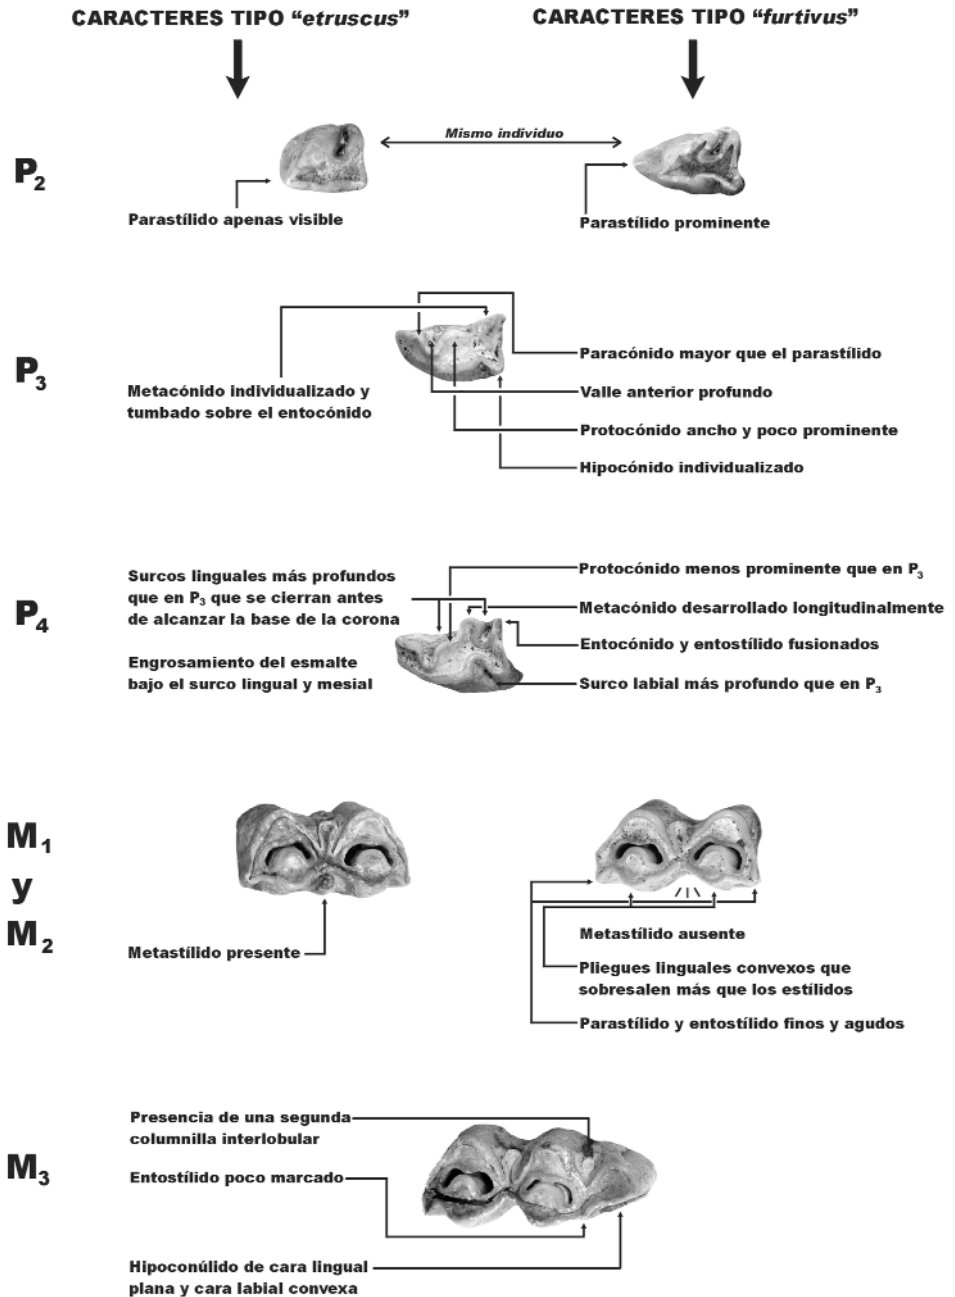 CARACTERES TIPO “etruscus”
CARACTERES TIPO “furtivus”
P2
Mismo individuo
Parastílido apenas visible
Parastílido prominente
P3
Metacónido individualizado y
tumbado sobre el entocónido
Paracónido mayor que el parastílido
Valle anterior profundo
Protocónido ancho y poco prominente
Hipocónido individualizado
P4
Surcos linguales más profundos
que en P3 que se cierran antes
de alcanzar la base de la corona
Engrosamiento del esmalte
bajo el surco lingual y mesial
Protocónido menos prominente que en P3
Metacónido desarrollado longitudinalmente
Entocónido y entostílido fusionados
Surco labial más profundo que en P3
M1
y
M2
Metastílido presente
Metastílido ausente
Pliegues linguales convexos que
sobresalen más que los estílidos
Parastílido y entostílido finos y agudos
M3
Presencia de una segunda
columnilla interlobular
Entostílido poco marcado
Hipoconúlido de cara lingual
plana y cara labial convexa